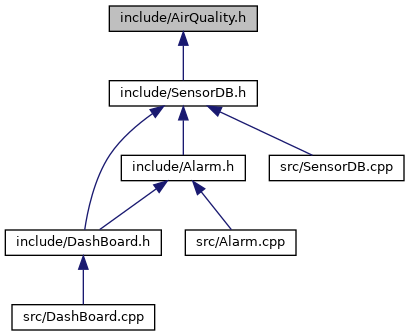 include/AirQuality.h
include/SensorDB.h
include/Alarm.h
src/SensorDB.cpp
include/DashBoard.h
src/Alarm.cpp
src/DashBoard.cpp